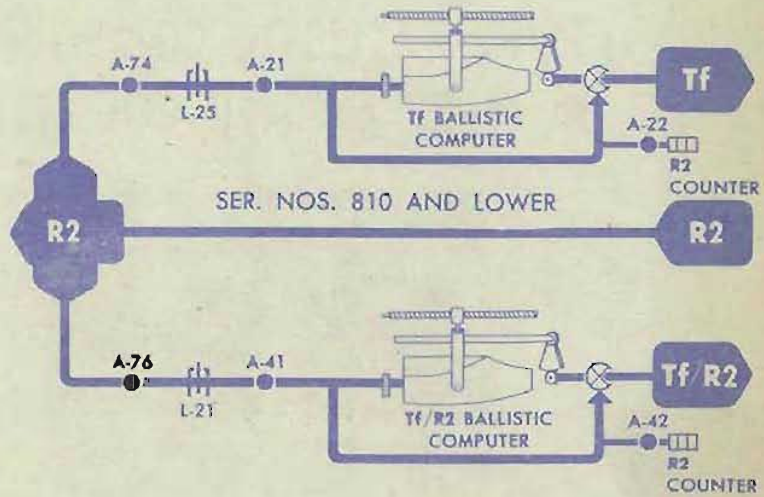 A-74
A-21
L-25
Tf BALLISTIC
COMPUTER
Tf
A-22
R2
COUNTER
SER. NOS. 810 AND LOWER
R2
R2
A-76
A-41
L-21
Tf/R2 BALLISTIC
COMPUTER
Tf/R2
A-42
R2
COUNTER